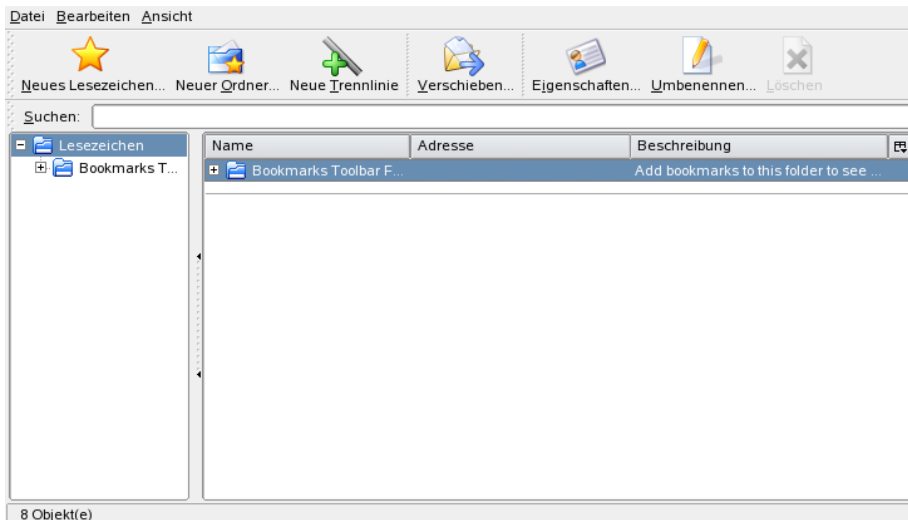 Datei Bearbeiten Ansicht
Neues Lesezeichen... Neuer Ordner... Neue Trennlinie Verschieben... Eigenschaften... Umbenennen... Löschen
Suchen:
Lesezeichen Name Adresse Beschreibung
Bookmarks T... Bookmarks Toolbar F... Add bookmarks to this folder to see ...
8 Objekt(e)